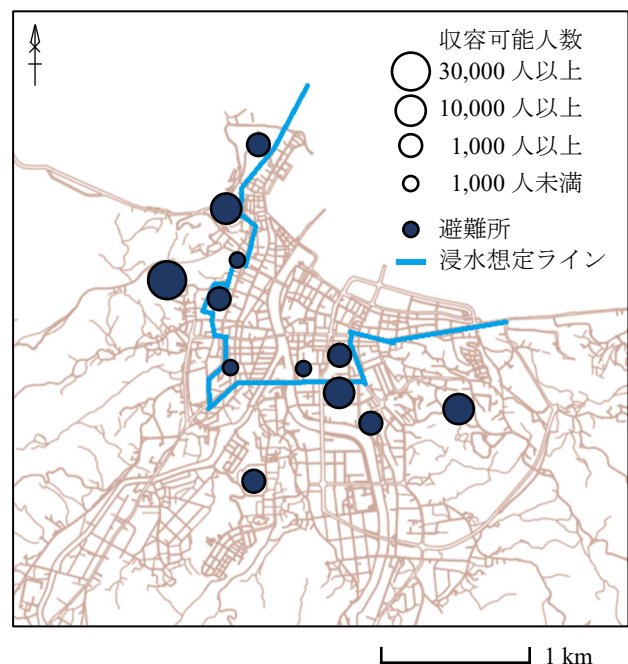 収容可能人数
30,000 人以上
10,000 人以上
1,000 人以上
1,000 人未満
避難所
浸水想定ライン
1 km